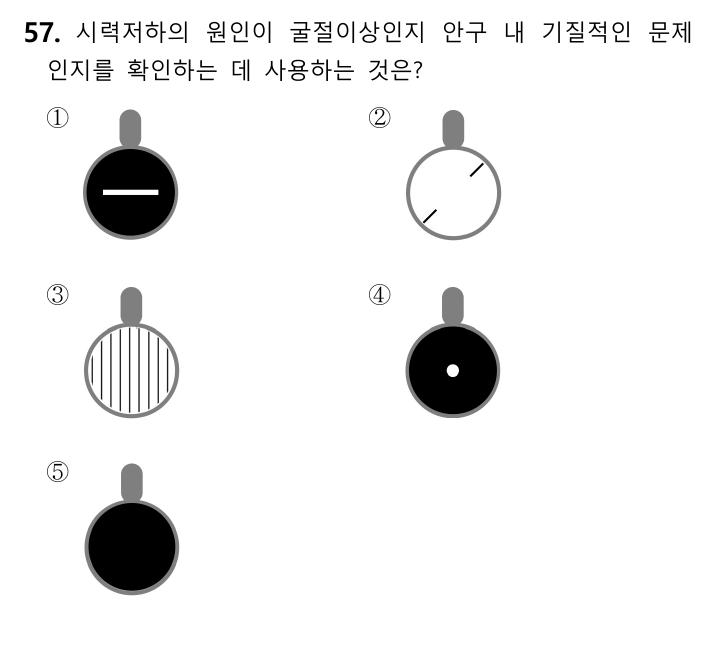 57. 시력저하의 원인이 굴절이상인지 안구 내 기질적인 문제
인지를 확인하는 데 사용하는 것은?
① ②
③ ④
⑤